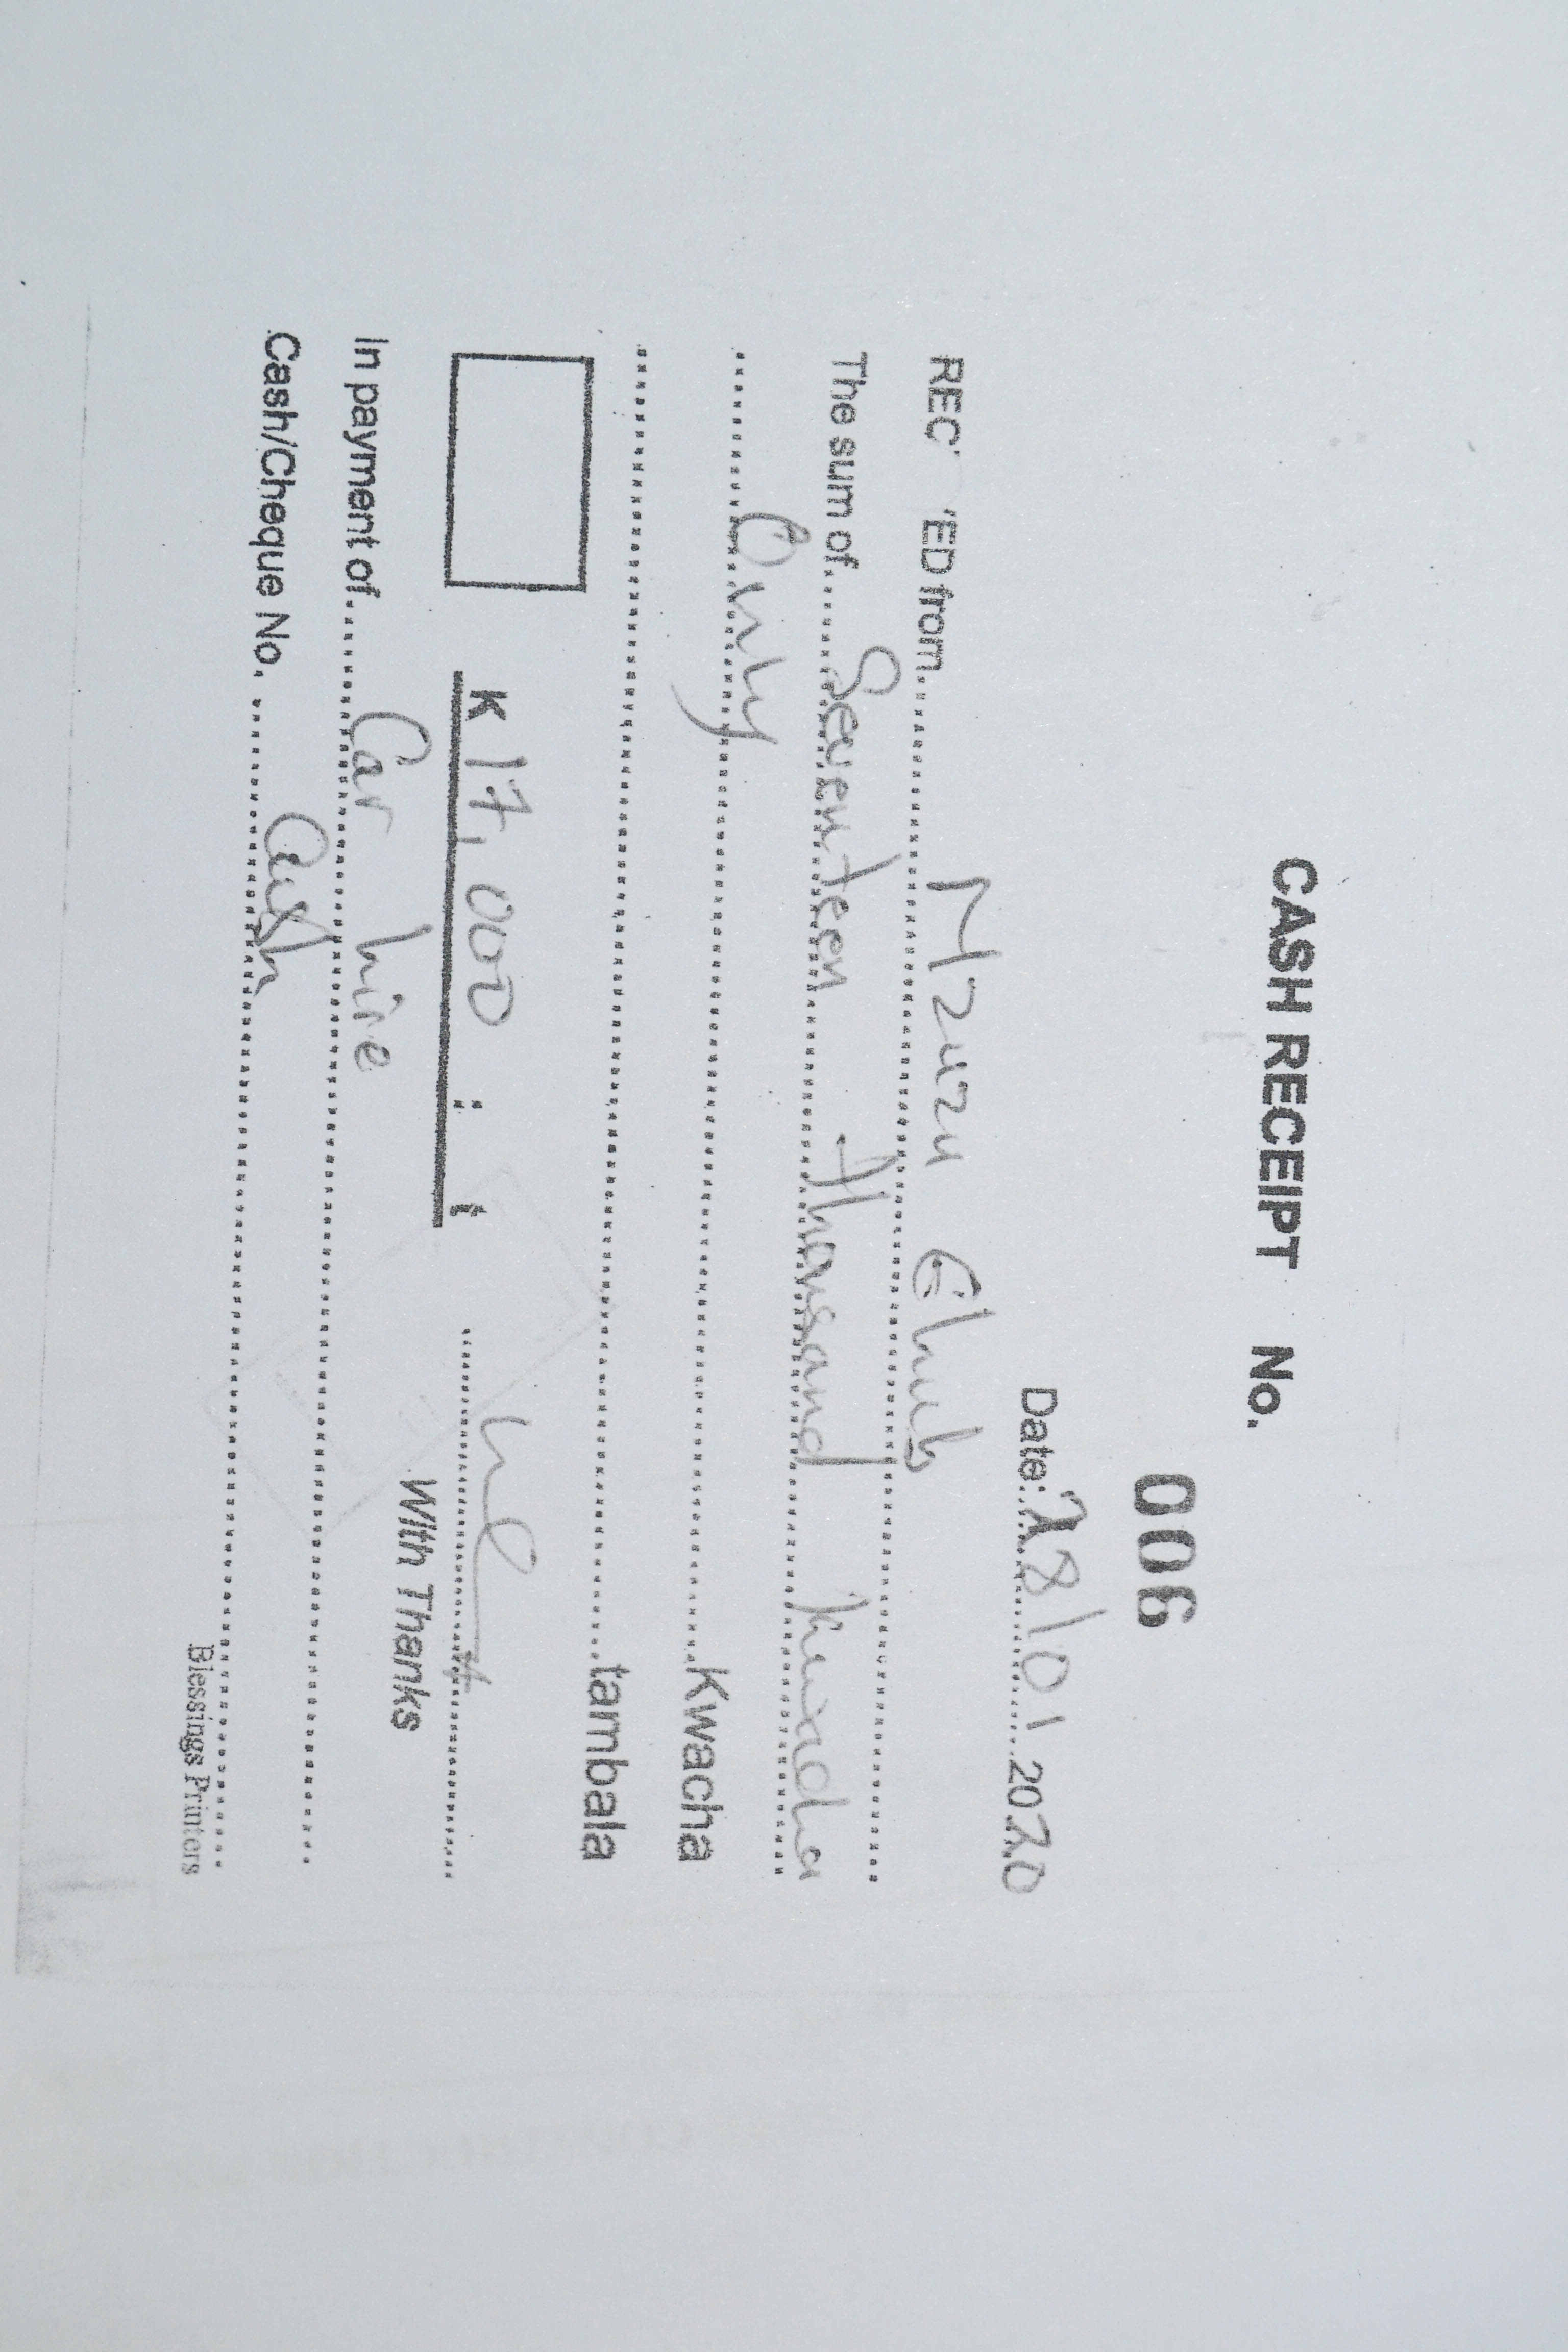 CASH RECEIPT No.
006
Date: 28/01 2020
REC' 'ED from Mzuzu
The sum of Seventeen Thousand kwacha
Only Kwacha
tambala
K 17,000 : t
With Thanks
In payment of Car hire
Cash/Cheque No. Cash
Blessings Printers